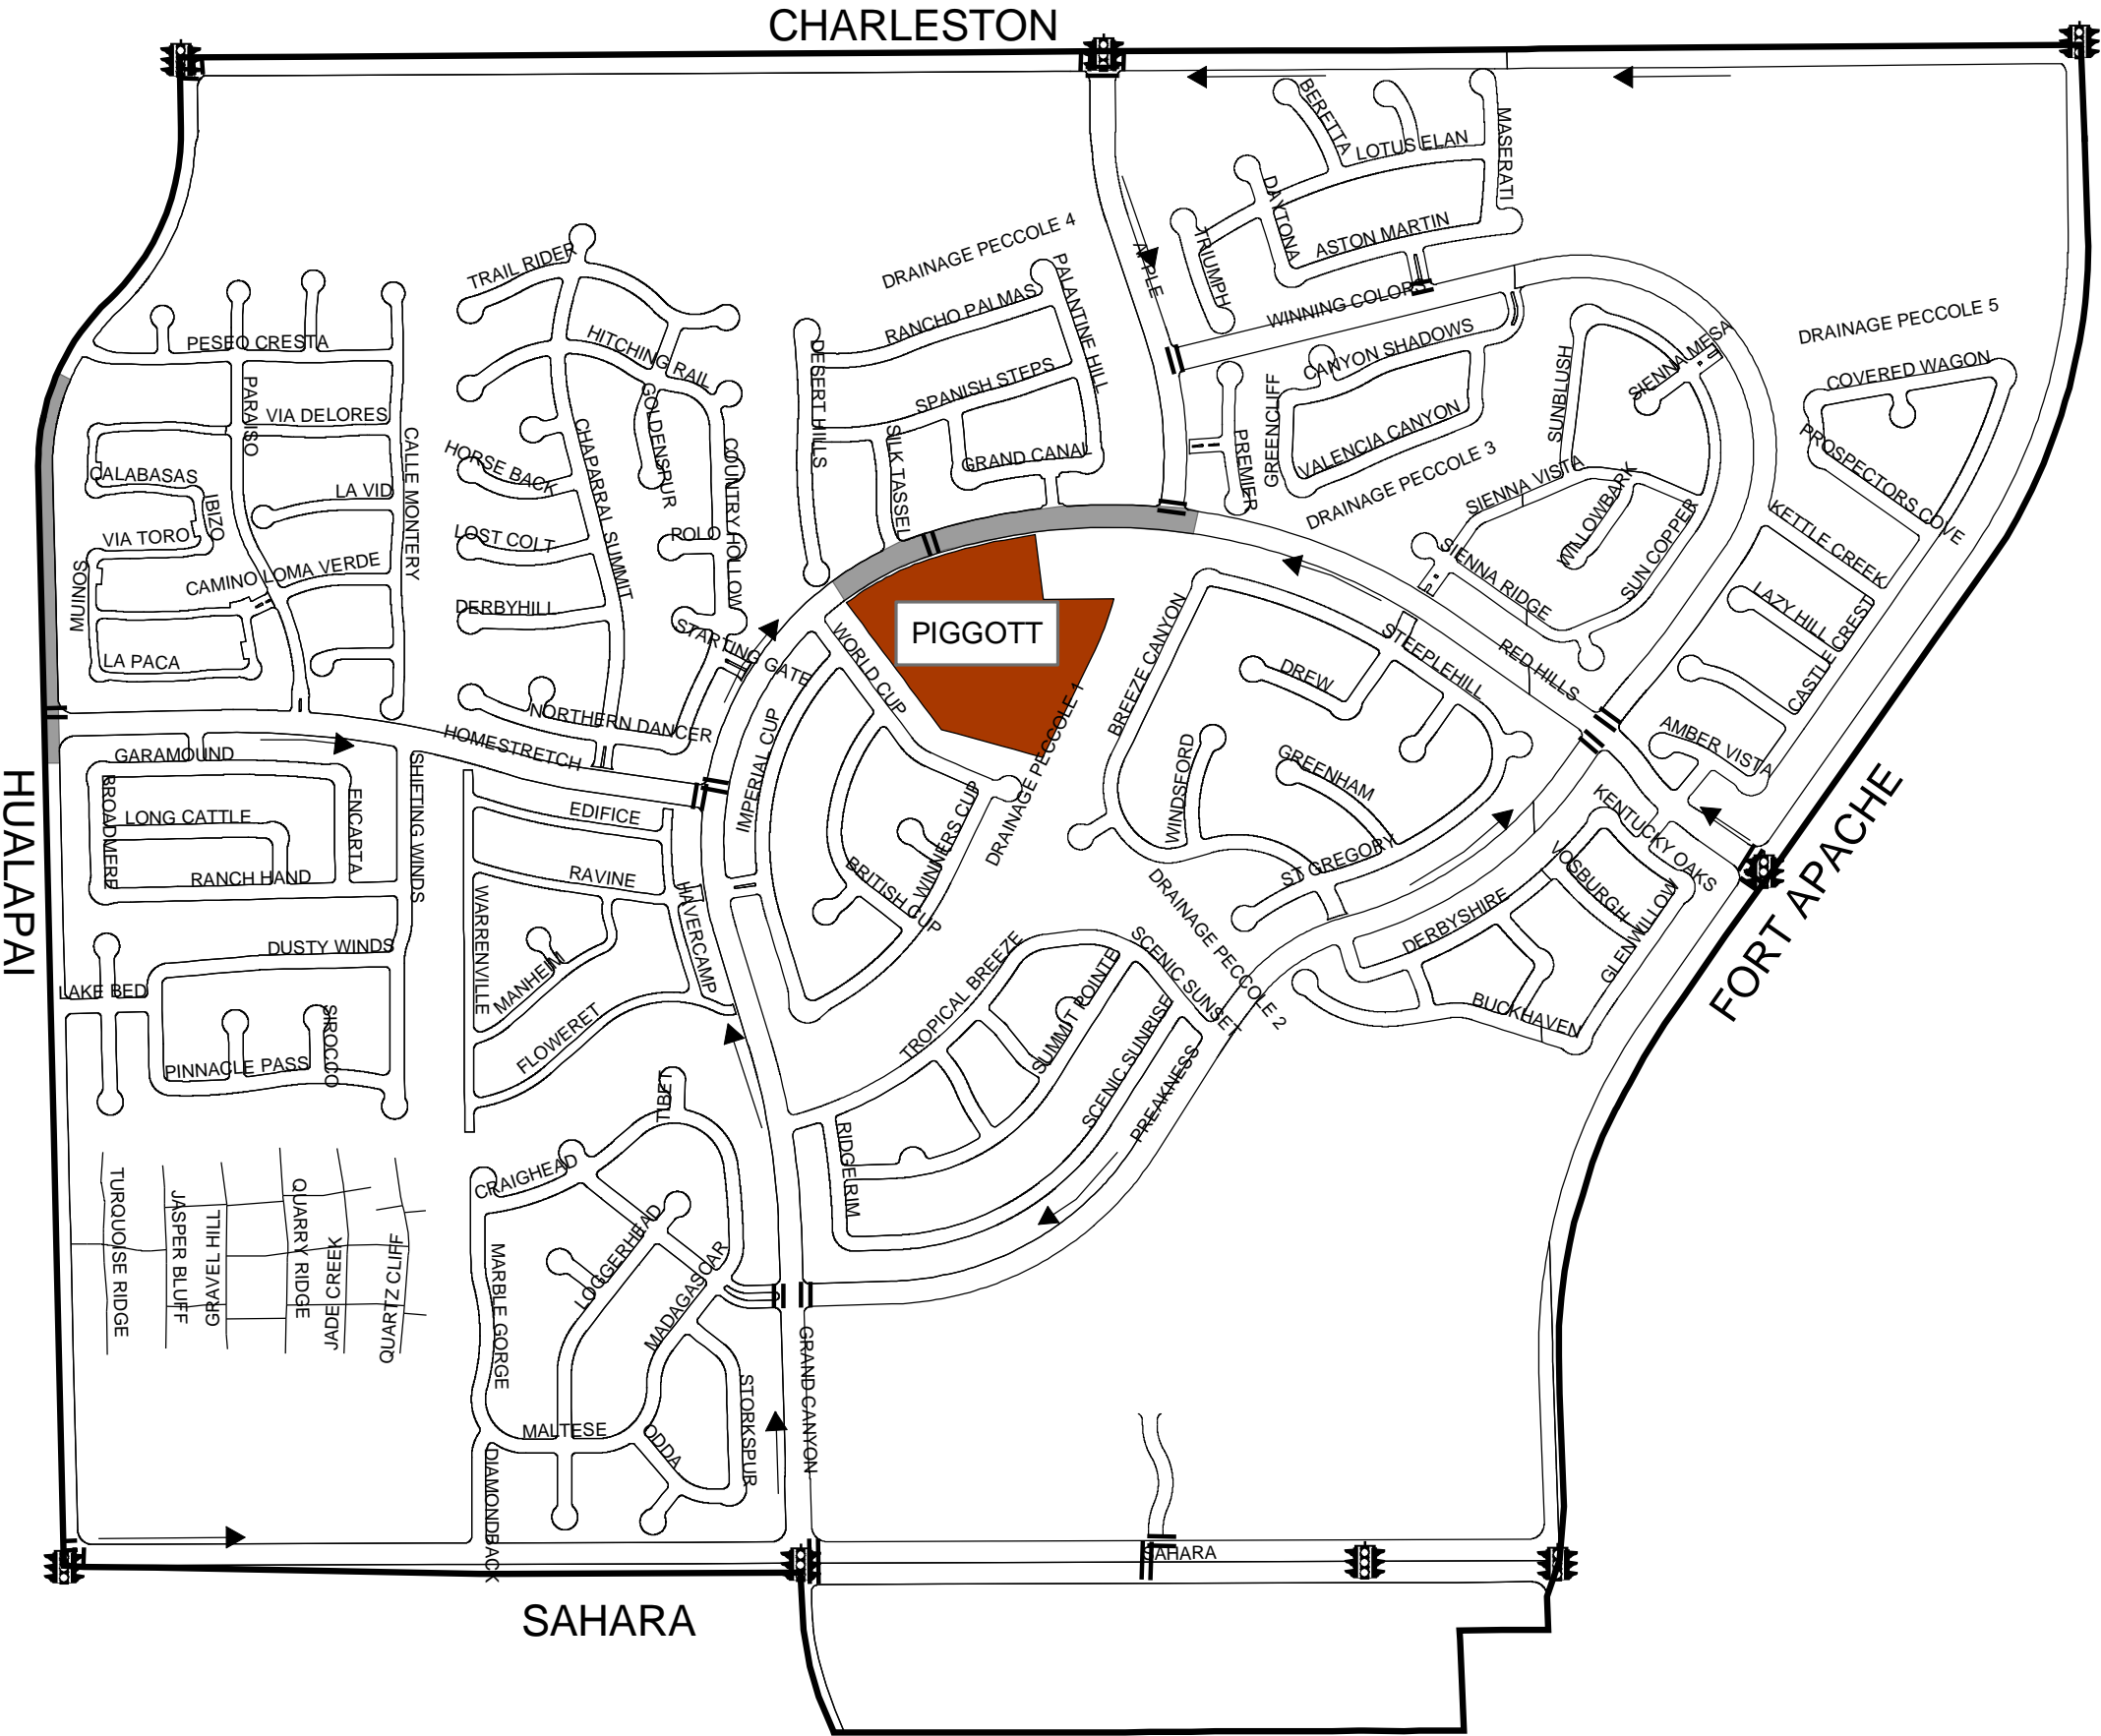 CHARLESTON
BERETTA
LOTUS ELAN
MASERATI
DAYTONA
ASTON MARTIN
TRIUMPH
APPLE
DRAINAGE PECCOLE 4
TRAIL RIDER
PALANTINE HILL
RANCHO PALMAS
WINNING COLORS
DRAINAGE PECCOLE 5
PESEO CRESTA
HITCHING RAIL
DESERT HILLS
SPANISH STEPS
CANYON SHADOWS
SIENNA MESA
SUNBLUSH
COVERED WAGON
PARAISO
VIA DELORES
GOLDENSPUR
GREENCLIFF
VALENCIA CANYON
PREMIER
PROSPECTORS COVE
CALLE MONTERY
CHAPARRAL SUMMIT
COUNTRY HOLLOW
SILK TASSEL
GRAND CANAL
DRAINAGE PECCOLE 3
SIENNA VISTA
WILLOWBARK
CALABASAS
HORSE BACK
LA VID
IBIZO
VIA TORO
LOST COLT
ROLO
SIENNA RIDGE
SUN COPPER
KETTLE CREEK
MUINOS
CAMINO LOMA VERDE
DERBYHILL
STARTING GATE
WORLD CUP
PIGGOTT
BREEZE CANYON
STEEPLEHILL
RED HILLS
LAZY HILL
CASTLE CREST
LA PACA
DREW
NORTHERN DANCER
HOMESTRETCH
IMPERIAL CUP
DRAINAGE PECCOLE 1
WINDSEFORD
GREENHAM
AMBER VISTA
GARAMOUND
BROADMERE
LONG CATTLE
ENCARTA
SHIFTING WINDS
EDIFICE
RAVINE
RANCH HAND
WARRENVILLE
HAVERCAMP
BRITISH CUP
WINNERS CUP
ST GREGORY
KENTUCKY OAKS
VOSBURGH
GLENWILLOW
DERBYSHIRE
FORT APACHE
HUALAPAI
DRAINAGE PECCOLE 2
DUSTY WINDS
LAKE BED
MANHEIM
FLOWERET
TROPICAL BREEZE
SUMMIT POINTE
SCENIC SUNSET
SCENIC SUNRISE
PREAKNESS
BUCKHAVEN
SIROCCO
PINNACLE PASS
TIBET
CRAIGHEAD
RIDGERIM
TURQUOISE RIDGE
JASPER BLUFF
GRAVEL HILL
QUARRY RIDGE
JADE CREEK
QUARTZ CLIFF
MARBLE GORGE
LOGGERHEAD
MADAGASCAR
GRAND CANYON
STORKSPUR
MALTESE
ODDA
DIAMONDBACK
SAHARA
SAHARA